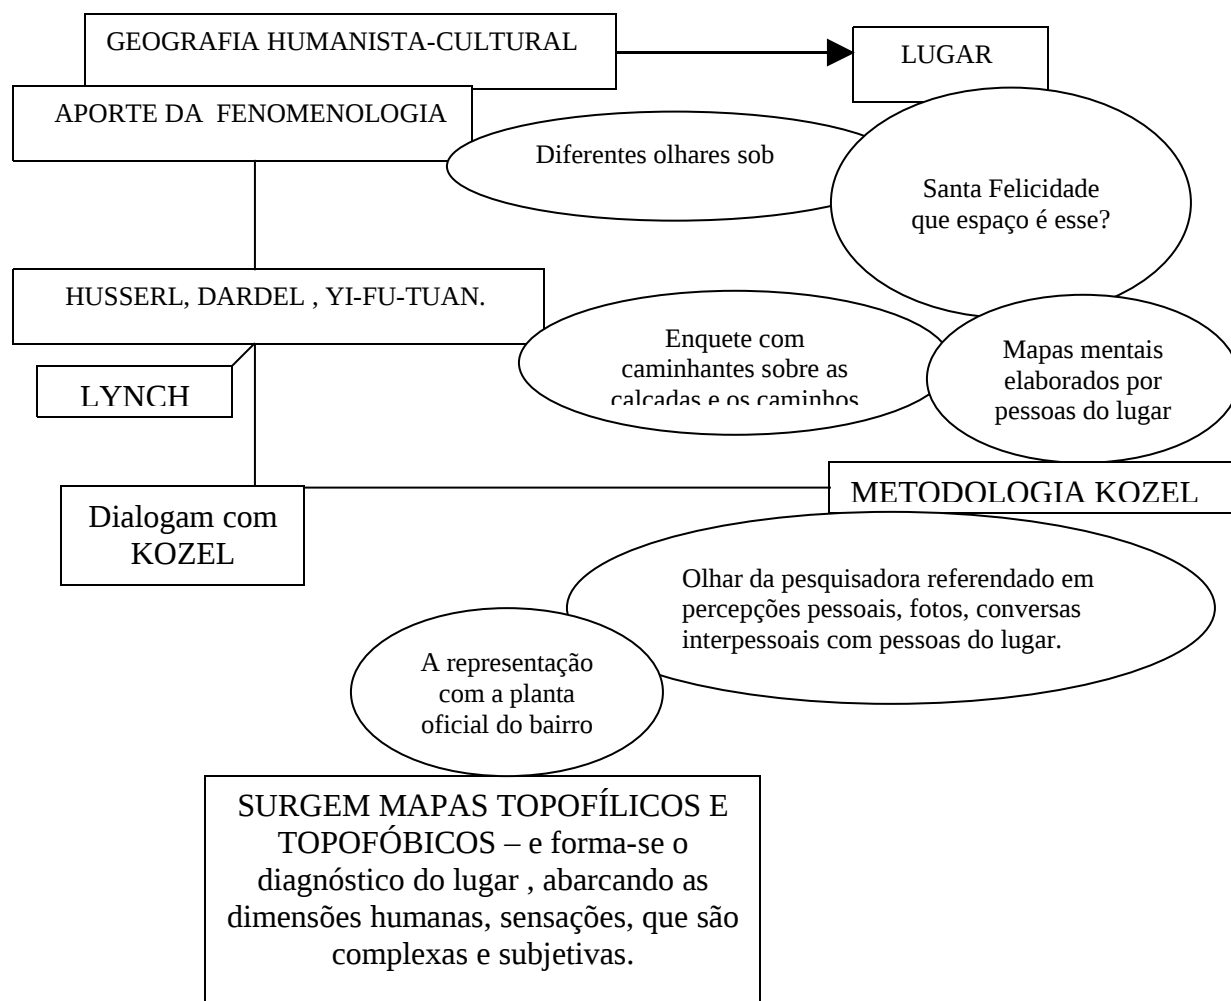 GEOGRAFIA HUMANISTA-CULTURAL
LUGAR
APORTE DA FENOMENOLOGIA
Diferentes olhares sob
Santa Felicidade
que espaço é esse?
HUSSERL, DARDEL , YI-FU-TUAN.
Enquete com
caminhantes sobre as
calçadas e os caminhos
Mapas mentais
elaborados por
pessoas do lugar
LYNCH
METODOLOGIA KOZEL
Dialogam com
KOZEL
Olhar da pesquisadora referendado em
percepções pessoais, fotos, conversas
interpessoais com pessoas do lugar.
A representação
com a planta
oficial do bairro
SURGEM MAPAS TOPOFÍLICOS E
TOPOFÓBICOS – e forma-se o
diagnóstico do lugar , abarcando as
dimensões humanas, sensações, que são
complexas e subjetivas.